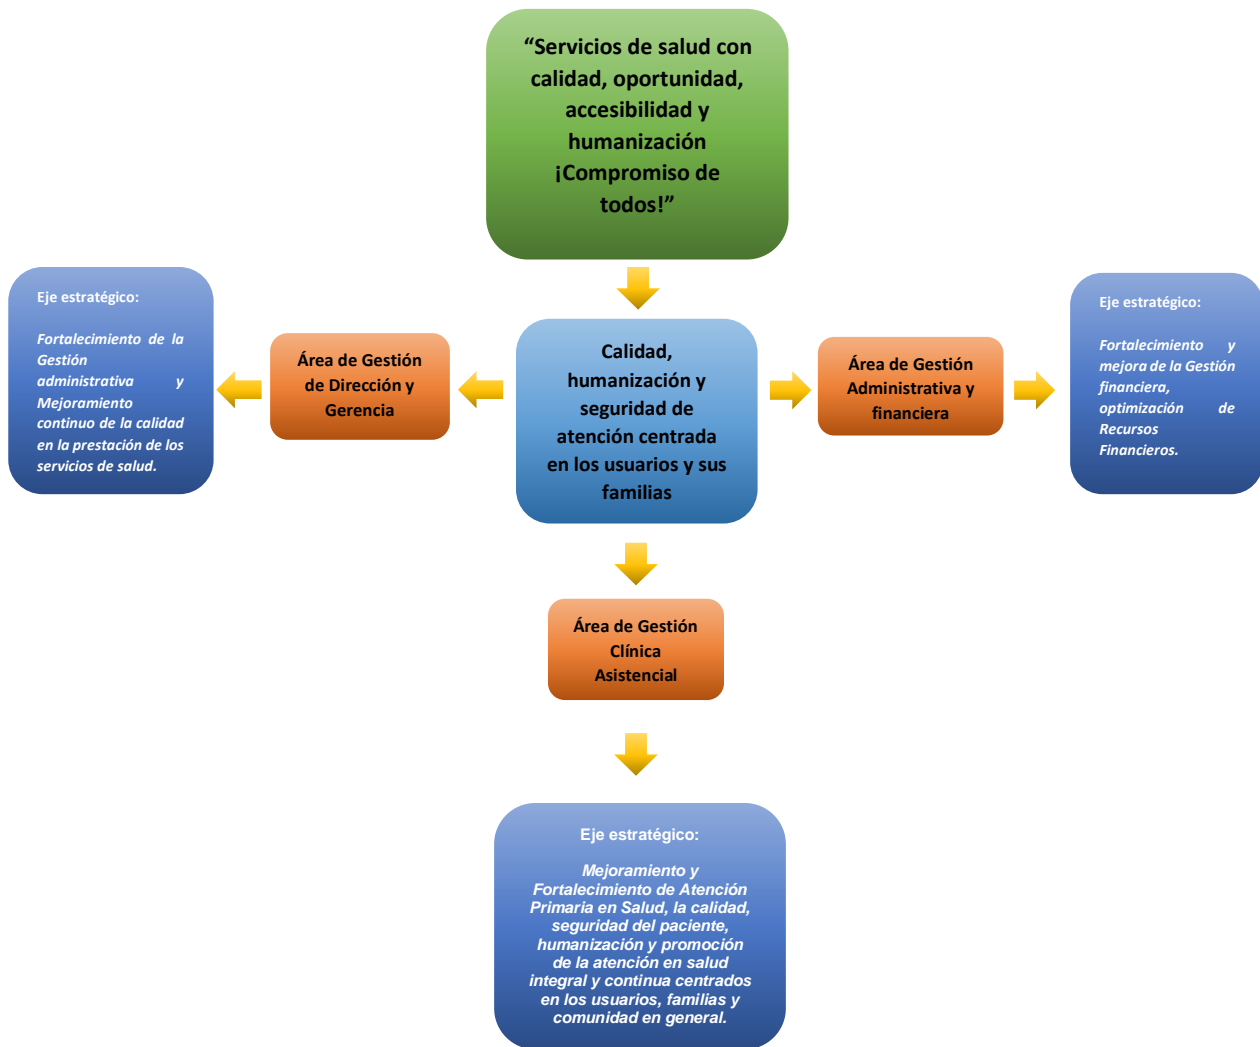 “Servicios de salud con
calidad, oportunidad,
accesibilidad y
humanización
¡Compromiso de
todos!”
Eje estratégico:
Fortalecimiento de la
Gestión
administrativa y
Mejoramiento
continuo de la calidad
en la prestación de los
servicios de salud.
Área de Gestión
de Dirección y
Gerencia
Calidad,
humanización y
seguridad de
atención centrada
en los usuarios y sus
familias
Área de Gestión
Administrativa y
financiera
Eje estratégico:
Fortalecimiento y
mejora de la Gestión
financiera,
optimización de
Recursos
Financieros.
Área de Gestión
Clínica
Asistencial
Eje estratégico:
Mejoramiento y
Fortalecimiento de Atención
Primaria en Salud, la calidad,
seguridad del paciente,
humanización y promoción
de la atención en salud
integral y continua centrados
en los usuarios, familias y
comunidad en general.